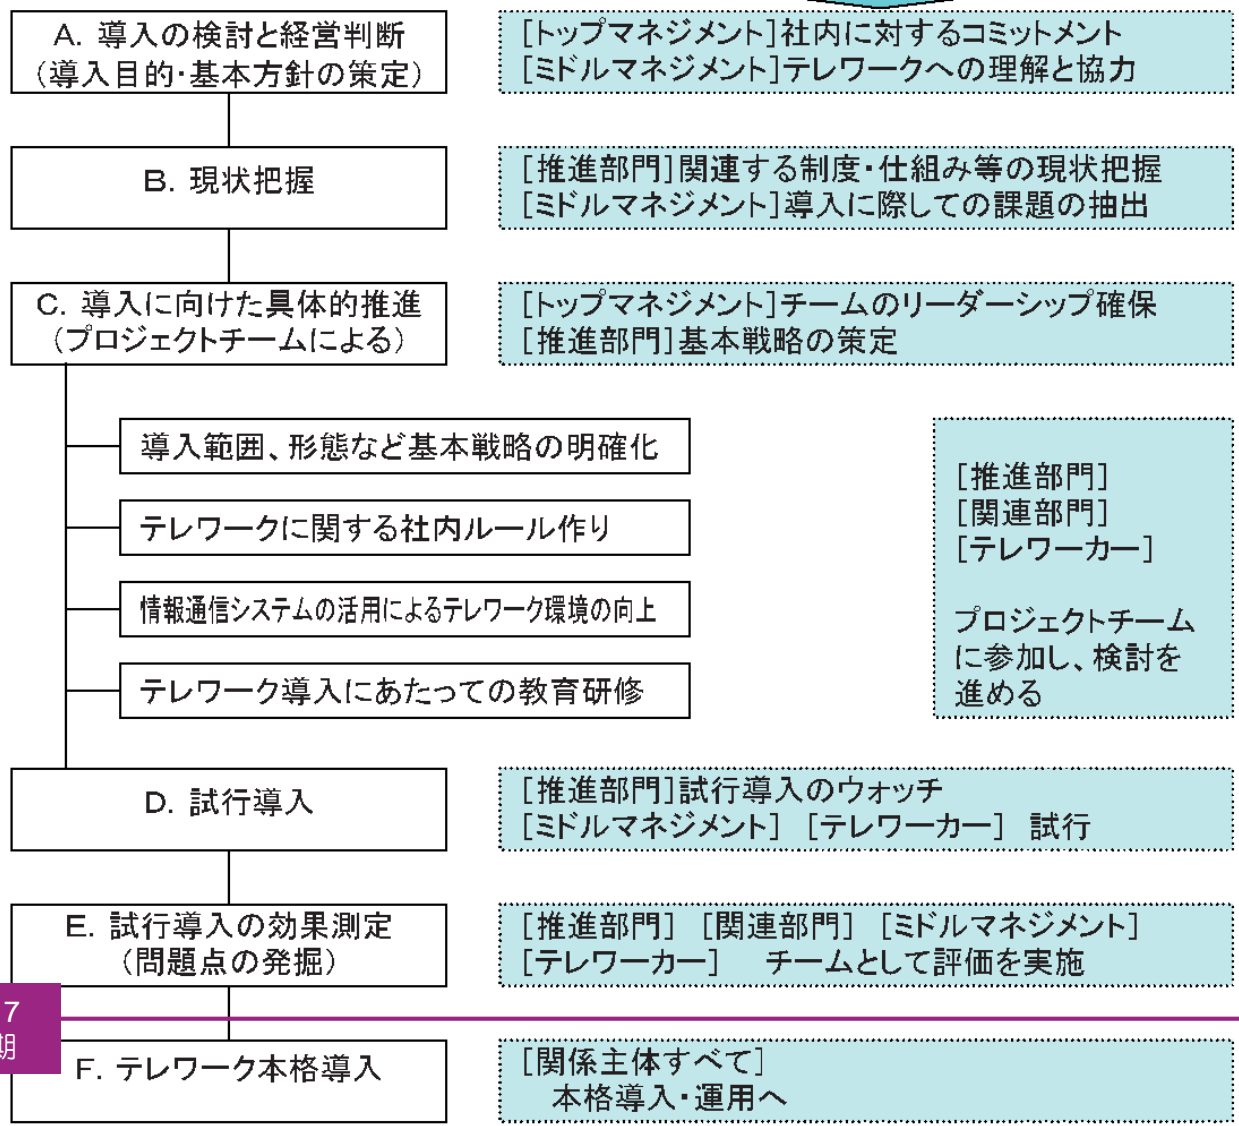 A. 導入の検討と経営判断
(導入目的･基本方針の策定)
[トップマネジメント]社内に対するコミットメント
[ミドルマネジメント]テレワークへの理解と協力
B. 現状把握
[推進部門]関連する制度･仕組み等の現状把握
[ミドルマネジメント]導入に際しての課題の抽出
C. 導入に向けた具体的推進
(プロジェクトチームによる)
[トップマネジメント]チームのリーダーシップ確保
[推進部門]基本戦略の策定
導入範囲、形態など基本戦略の明確化
テレワークに関する社内ルール作り
情報通信システムの活用によるテレワーク環境の向上
テレワーク導入にあたっての教育研修
[推進部門]
[関連部門]
[テレワーカー]
プロジェクトチーム
に参加し、検討を
進める
D. 試行導入
[推進部門]試行導入のウォッチ
[ミドルマネジメント] [テレワーカー] 試行
E. 試行導入の効果測定
(問題点の発掘)
[推進部門] [関連部門] [ミドルマネジメント]
[テレワーカー] チームとして評価を実施
7
期
F. テレワーク本格導入
[関係主体すべて]
本格導入･運用へ